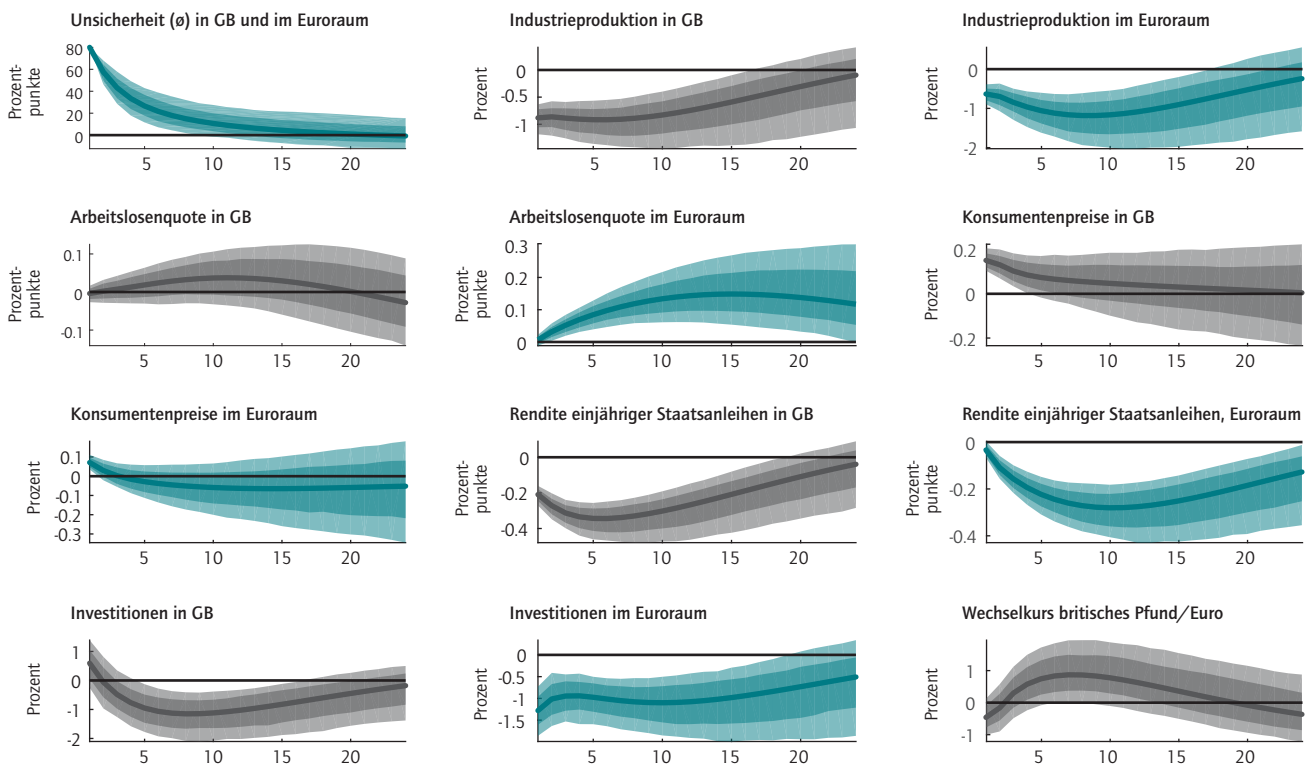 Unsicherheit (ø) in GB und im Euroraum
Prozent-
punkte
80
60
40
20
0
5 10 15 20
Industrieproduktion in GB
Prozent
0
-0.5
-1
5 10 15 20
Industrieproduktion im Euroraum
Prozent
0
-1
-2
5 10 15 20
Arbeitslosenquote in GB
Prozent-
punkte
0.1
0
-0.1
5 10 15 20
Arbeitslosenquote im Euroraum
Prozent-
punkte
0.3
0.2
0.1
0
5 10 15 20
Konsumentenpreise in GB
Prozent
0.2
0
-0.2
5 10 15 20
Konsumentenpreise im Euroraum
Prozent
0.1
0
-0.1
-0.2
-0.3
5 10 15 20
Rendite einjähriger Staatsanleihen in GB
Prozent-
punkte
0
-0.2
-0.4
5 10 15 20
Rendite einjähriger Staatsanleihen, Euroraum
Prozent-
punkte
0
-0.2
-0.4
5 10 15 20
Investitionen in GB
Prozent
1
0
-1
-2
5 10 15 20
Investitionen im Euroraum
Prozent
0
-0.5
-1
-1.5
5 10 15 20
Wechselkurs britisches Pfund/Euro
Prozent
1
0
-1
5 10 15 20